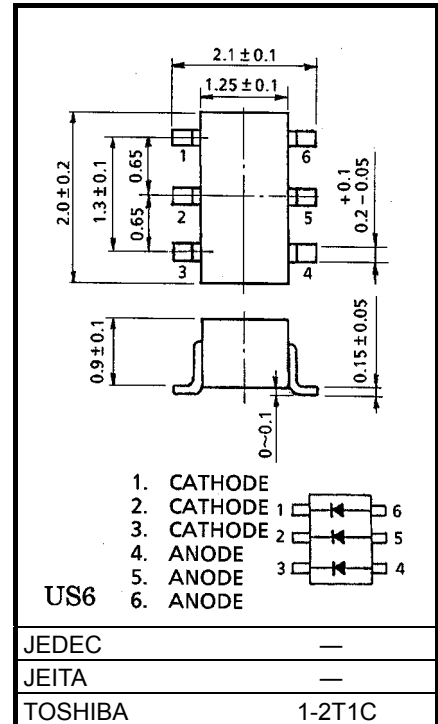 2.1±0.1
1.25±0.1
1
6
2.0±0.2
1.3±0.1
0.65
0.65
2
5
+0.1
0.2-0.05
3
4
0.9±0.1
0.15±0.05
0~0.1
1. CATHODE
2. CATHODE
3. CATHODE
4. ANODE
5. ANODE
6. ANODE
1 6
2 5
3 4
US6
JEDEC —
JEITA —
TOSHIBA 1-2T1C